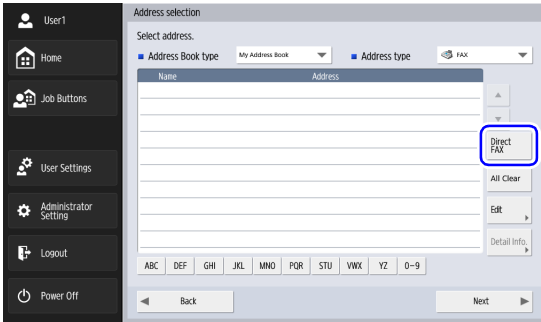 User1
Home
Job Buttons
User Settings
Administrator
Setting
Logout
Power Off
Address selection
Select address.
Address Book type
My Address Book
Address type
FAX
Name
Address
Direct
FAX
All Clear
Edit
Detail Info.
ABC
DEF
GHI
JKL
MNO
PQR
STU
VWX
YZ
0-9
Back
Next